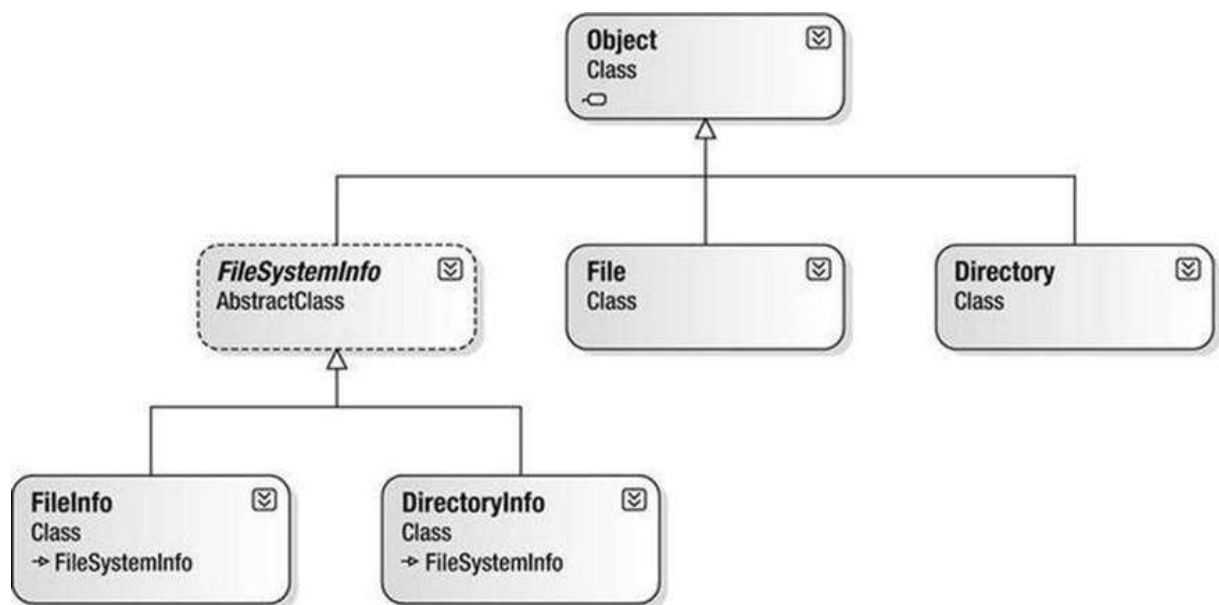 Object
Class
FileSystemInfo
AbstractClass
File
Class
Directory
Class
FileInfo
Class
FileSystemInfo
DirectoryInfo
Class
FileSystemInfo